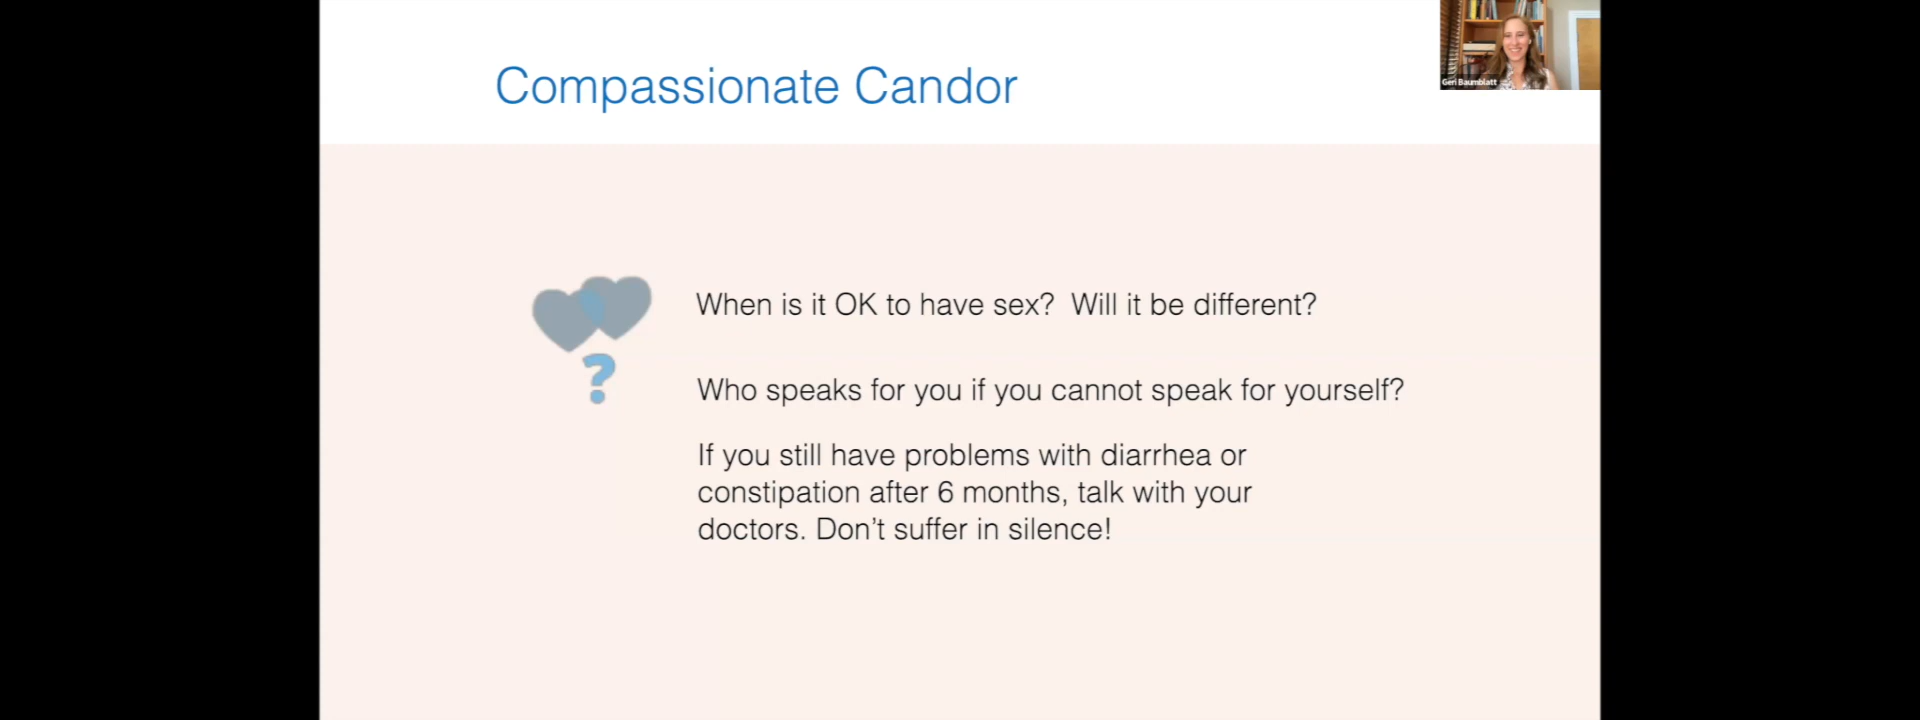 Compassionate Candor
Geri Baumblatt
When is it OK to have sex?  Will it be different?
?
Who speaks for you if you cannot speak for yourself?
If you still have problems with diarrhea or
constipation after 6 months, talk with your
doctors. Don't suffer in silence!